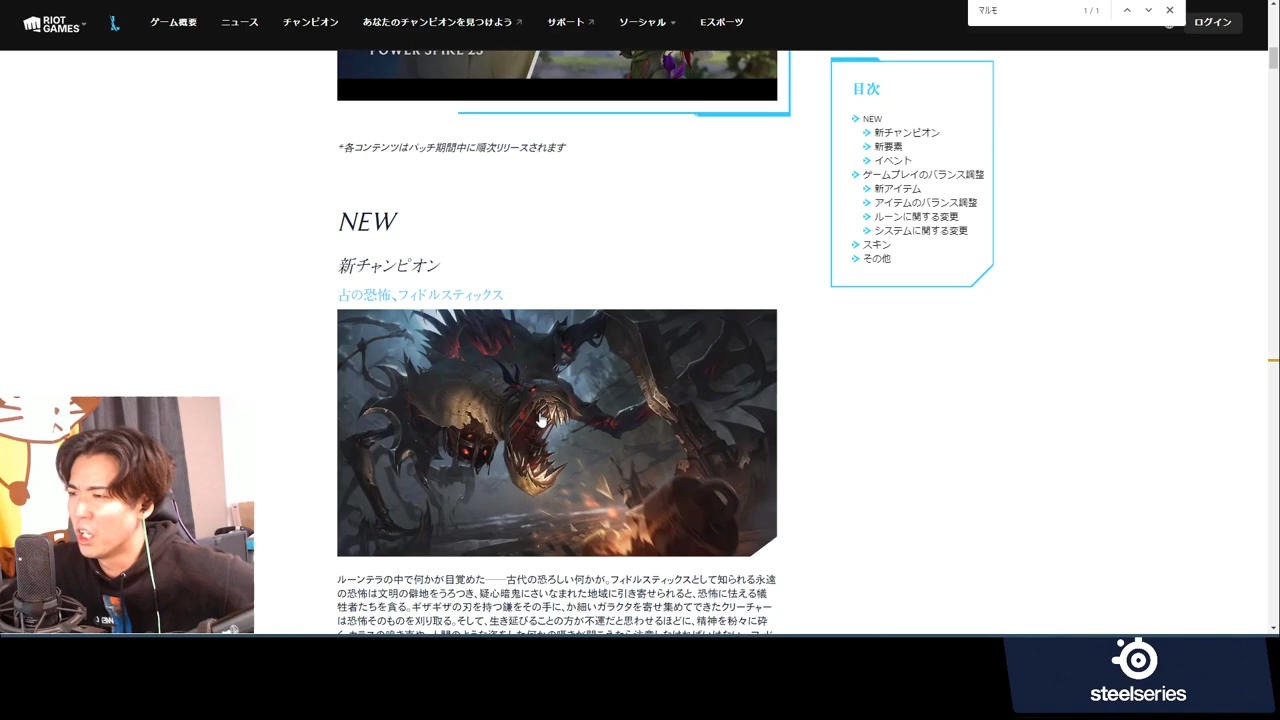 RIOT GAMES ゲーム概要 ニュース チャンピオン あなたのチャンピオンを見つけよう サポート ソーシャル Eスポーツ ログイン
マルモ 1/1
*各コンテンツはパッチ期間中に順次リリースされます
NEW
新チャンピオン
古の恐怖、フィドルスティックス
ルーンテラの中で何かが目覚めた──古代の恐ろしい何かが。フィドルスティックスとして知られる永遠
の恐怖は文明の僻地をうろつき、疑心暗鬼にさいなまれた地域に引き寄せられると、恐怖に怯える犠
牲者たちを貪る。ギザギザの刃を持つ鎌をその手に、か細いガラクタを寄せ集めてできたクリーチャー
は恐怖そのものを刈り取る。そして、生き延びることの方が不運だと思わせるほどに、精神を粉々に砕
目次
NEW
新チャンピオン
新要素
イベント
ゲームプレイのバランス調整
新アイテム
アイテムのバランス調整
ルーンに関する変更
システムに関する変更
スキン
その他
steelseries